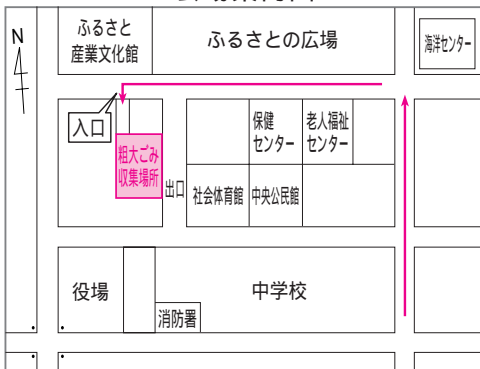 N
ふるさと
産業文化館
ふるさとの広場
海洋センター
入口
粗大ごみ
収集場所
出口
保健
センター
老人福祉
センター
社会体育館
中央公民館
役場
消防署
中学校